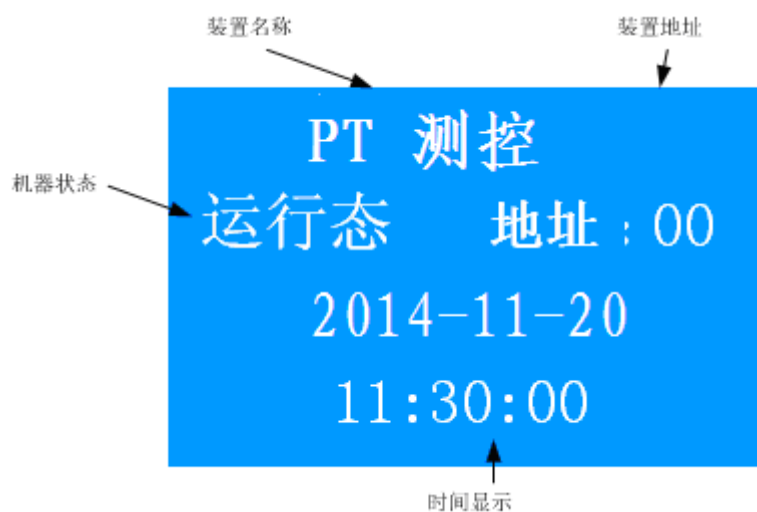 装置名称 装置地址
PT 测控
机器状态
运行态 地址：00
2014-11-20
11:30:00
时间显示